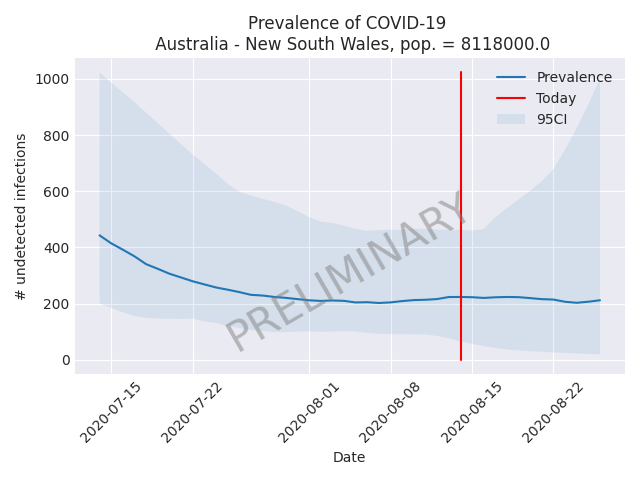 Prevalence of COVID-19
Australia - New South Wales, pop. = 8118000.0
# undetected infections
1000
800
600
400
200
0
Prevalence
Today
95CI
PRELIMINARY
2020-07-15
2020-07-22
2020-08-01
2020-08-08
2020-08-15
2020-08-22
Date